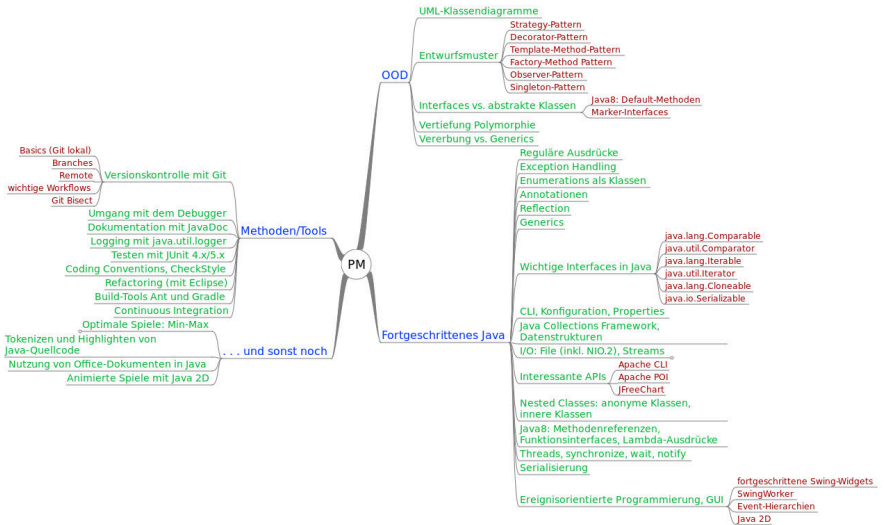 PM
OOD
UML-Klassendiagramme
Entwurfsmuster
Strategy-Pattern
Decorator-Pattern
Template-Method-Pattern
Factory-Method Pattern
Observer-Pattern
Singleton-Pattern
Interfaces vs. abstrakte Klassen
Java8: Default-Methoden
Marker-Interfaces
Vertiefung Polymorphie
Vererbung vs. Generics
Fortgeschrittenes Java
Reguläre Ausdrücke
Exception Handling
Enumerations als Klassen
Annotationen
Reflection
Generics
Wichtige Interfaces in Java
java.lang.Comparable
java.util.Comparator
java.lang.Iterable
java.util.Iterator
java.lang.Cloneable
java.io.Serializable
CLI, Konfiguration, Properties
Java Collections Framework,
Datenstrukturen
I/O: File (inkl. NIO.2), Streams
Interessante APIs
Apache CLI
Apache POI
JFreeChart
Nested Classes: anonyme Klassen,
innere Klassen
Java8: Methodenreferenzen,
Funktionsinterfaces, Lambda-Ausdrücke
Threads, synchronize, wait, notify
Serialisierung
Ereignisorientierte Programmierung, GUI
fortgeschrittene Swing-Widgets
SwingWorker
Event-Hierarchien
Java 2D
Methoden/Tools
Versionskontrolle mit Git
Basics (Git lokal)
Branches
Remote
wichtige Workflows
Git Bisect
Umgang mit dem Debugger
Dokumentation mit JavaDoc
Logging mit java.util.logger
Testen mit JUnit 4.x/5.x
Coding Conventions, CheckStyle
Refactoring (mit Eclipse)
Build-Tools Ant und Gradle
Continuous Integration
. . . und sonst noch
Optimale Spiele: Min-Max
Tokenizen und Highlighten von
Java-Quellcode
Nutzung von Office-Dokumenten in Java
Animierte Spiele mit Java 2D